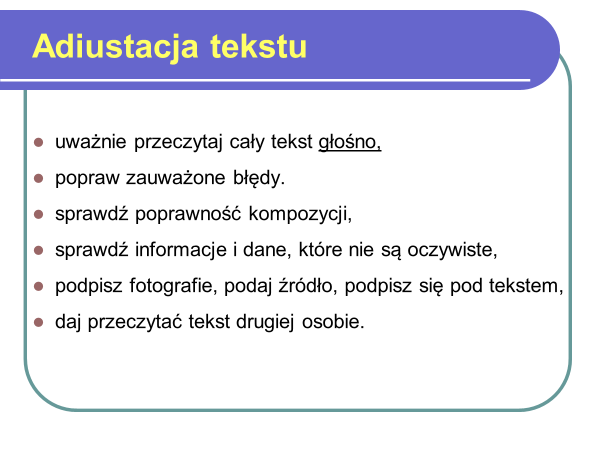 Adiustacja tekstu
uważnie przeczytaj cały tekst głośno,
popraw zauważone błędy.
sprawdź poprawność kompozycji,
sprawdź informacje i dane, które nie są oczywiste,
podpisz fotografie, podaj źródło, podpisz się pod tekstem,
daj przeczytać tekst drugiej osobie.